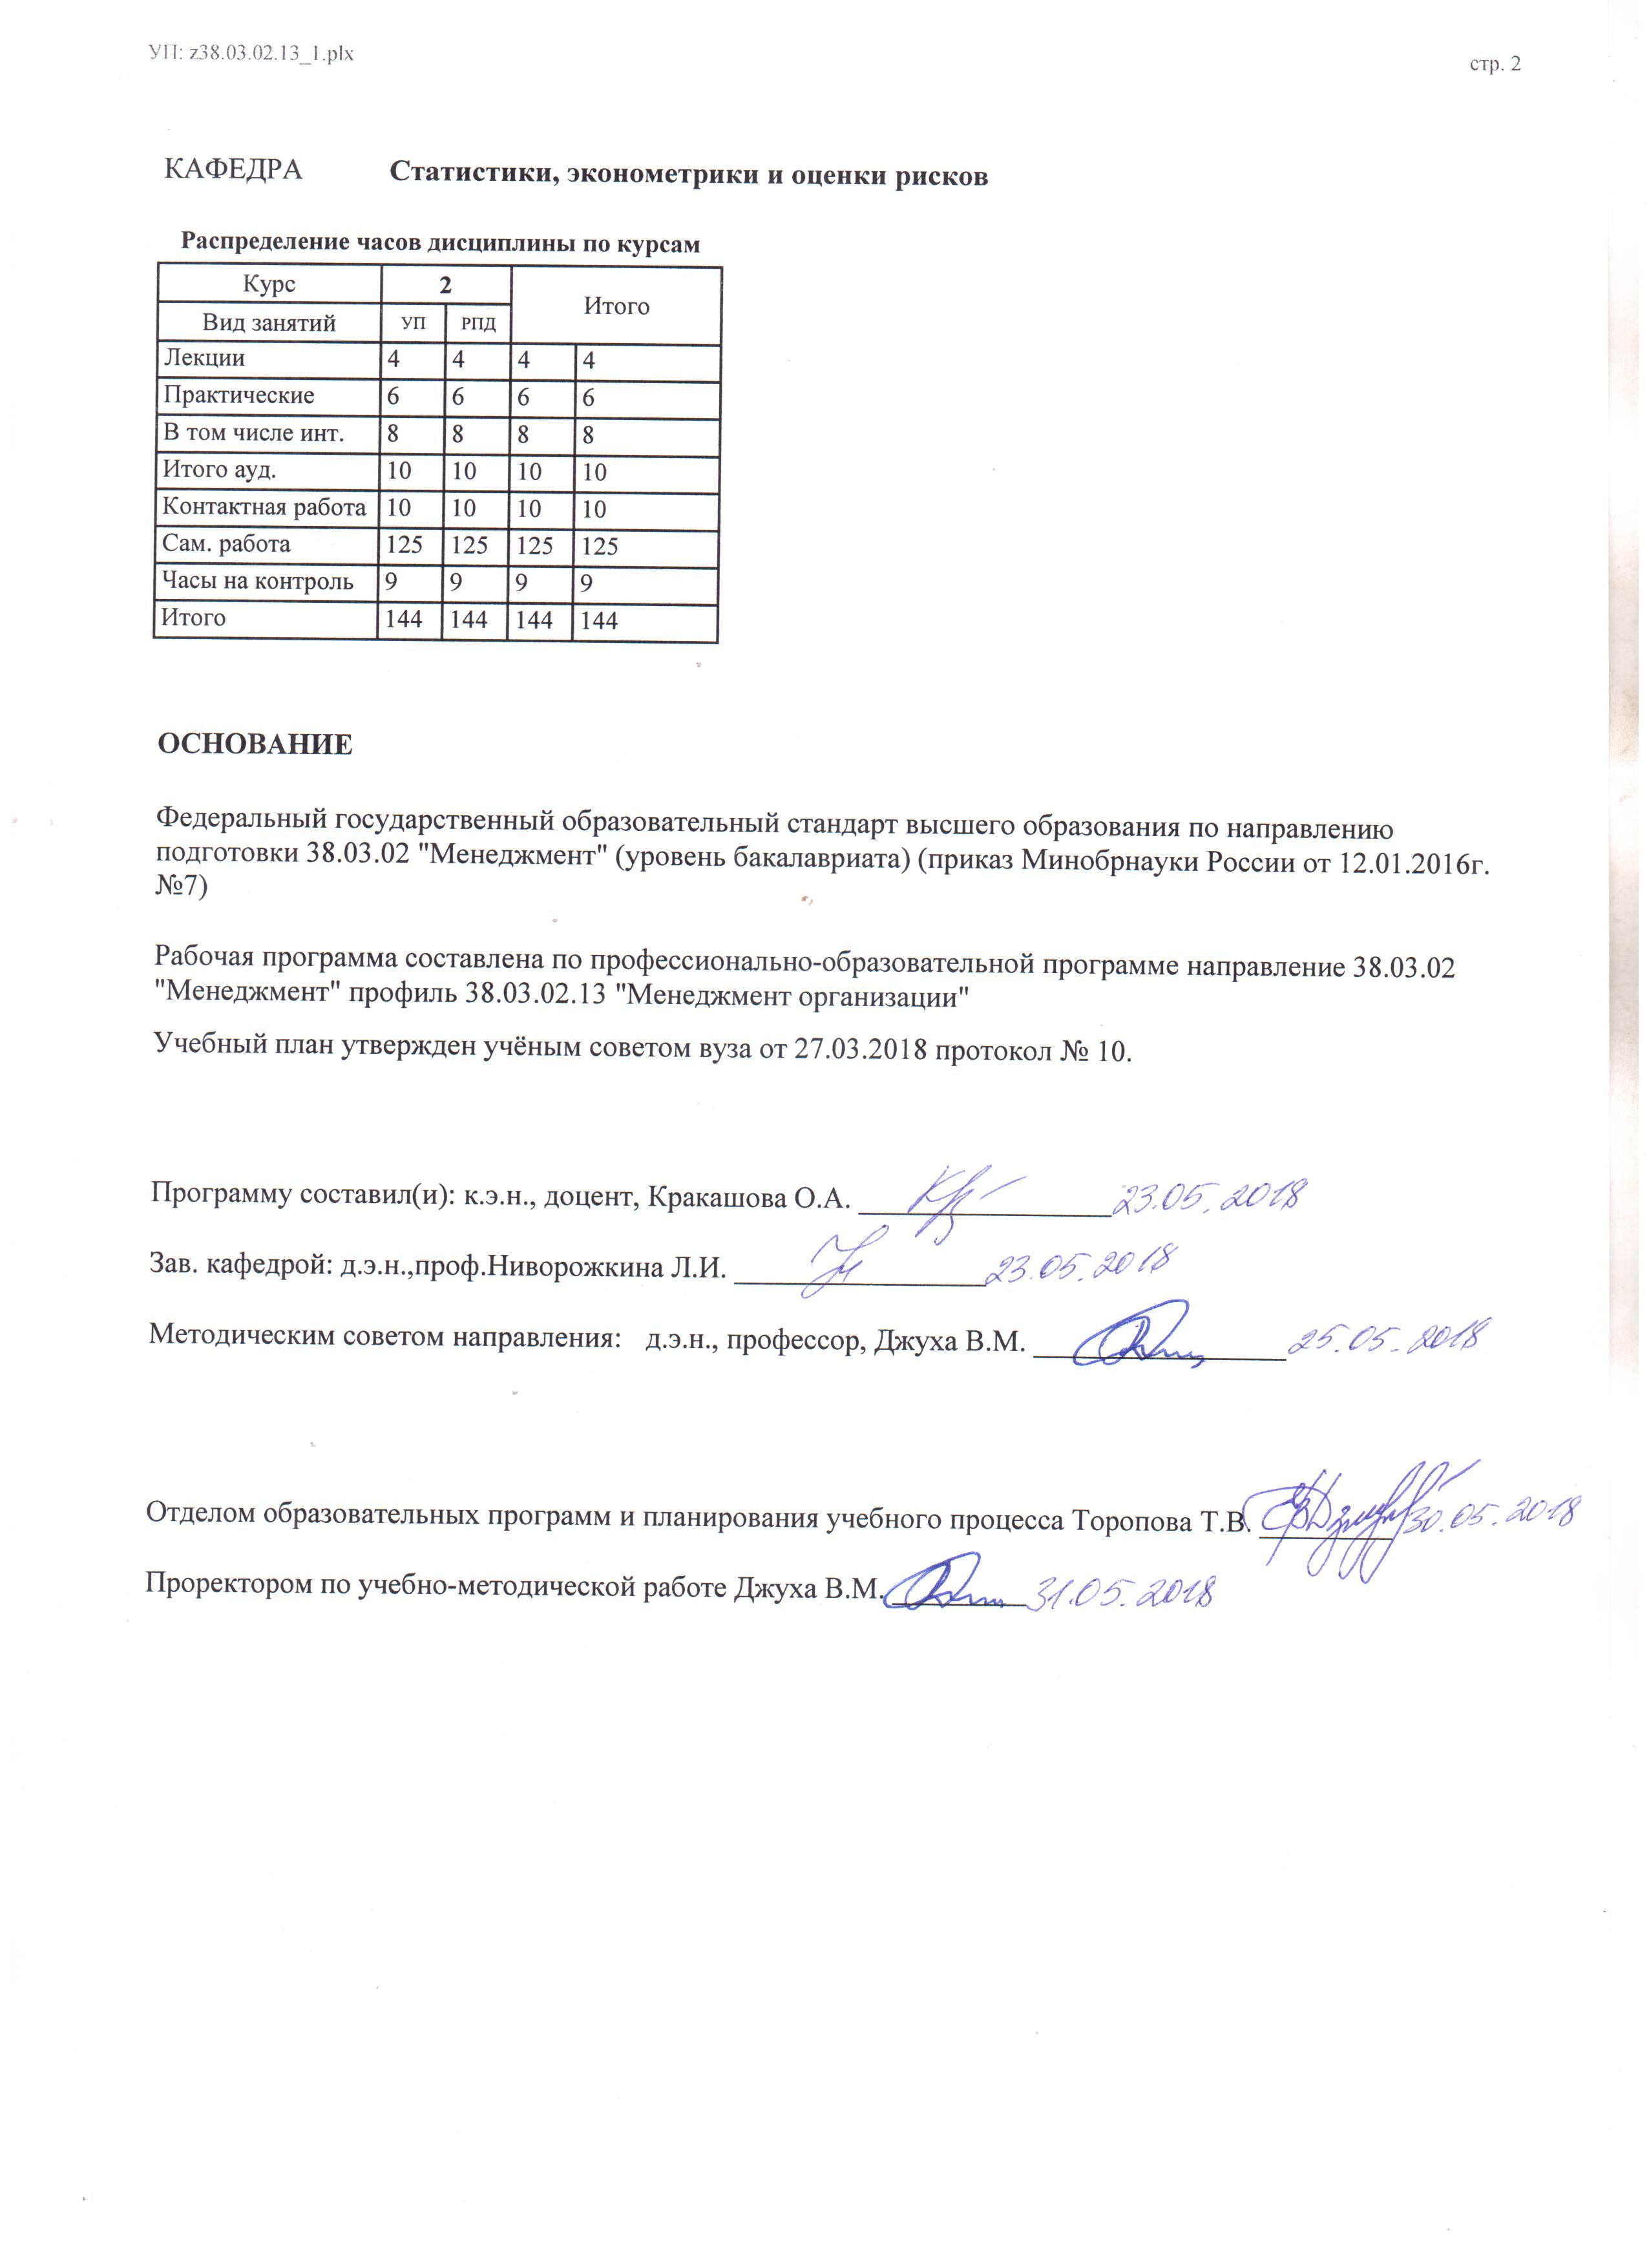 УП: z38.03.02.13_1.plx
стр. 2
КАФЕДРА Статистики, эконометрики и оценки рисков
Распределение часов дисциплины по курсам
Курс 2 Итого
Вид занятий УП РПД
Лекции 4 4 4 4
Практические 6 6 6 6
В том числе инт. 8 8 8 8
Итого ауд. 10 10 10 10
Контактная работа 10 10 10 10
Сам. работа 125 125 125 125
Часы на контроль 9 9 9 9
Итого 144 144 144 144
ОСНОВАНИЕ
Федеральный государственный образовательный стандарт высшего образования по направлению
подготовки 38.03.02 "Менеджмент" (уровень бакалавриата) (приказ Минобрнауки России от 12.01.2016г.
№7)
Рабочая программа составлена по профессионально-образовательной программе направление 38.03.02
"Менеджмент" профиль 38.03.02.13 "Менеджмент организации"
Учебный план утвержден учёным советом вуза от 27.03.2018 протокол № 10.
Программу составил(и): к.э.н., доцент, Кракашова О.А. 23.05.2018
Зав. кафедрой: д.э.н.,проф.Ниворожкина Л.И. 23.05.2018
Методическим советом направления: д.э.н., профессор, Джуха В.М. 25.05.2018
Отделом образовательных программ и планирования учебного процесса Торопова Т.В. 30.05.2018
Проректором по учебно-методической работе Джуха В.М. 31.05.2018